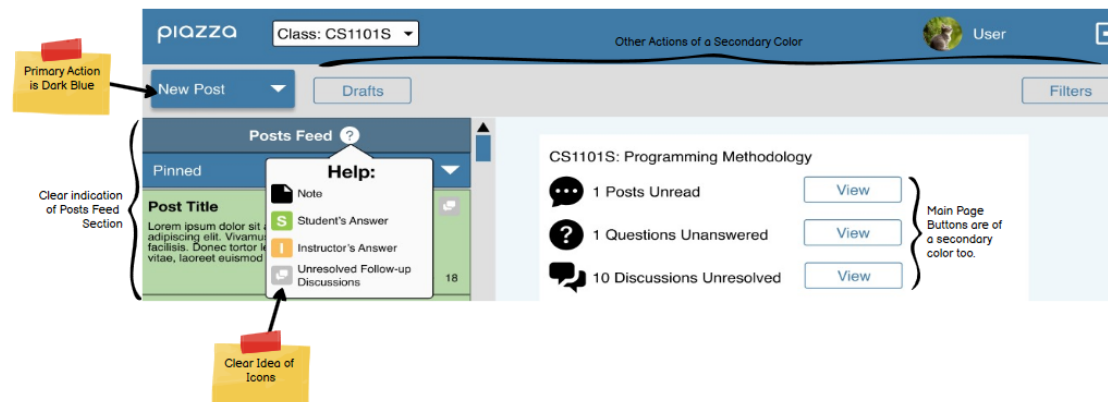 piazza
Class: CS1101S
Other Actions of a Secondary Color
User
Primary Action
is Dark Blue
New Post
Drafts
Filters
Posts Feed ?
Pinned
Help:
Note
S Student's Answer
I Instructor's Answer
Unresolved Follow-up
Discussions
Clear indication
of Posts Feed
Section
Post Title
Lorem ipsum dolor sit
adipiscing elit. Vivamu
facilisis. Donec tortor
vitae, laoreet euismod
18
CS1101S: Programming Methodology
1 Posts Unread
View
? 1 Questions Unanswered
View
10 Discussions Unresolved
View
Main Page
Buttons are of
a secondary
color too.
Clear Idea of
Icons